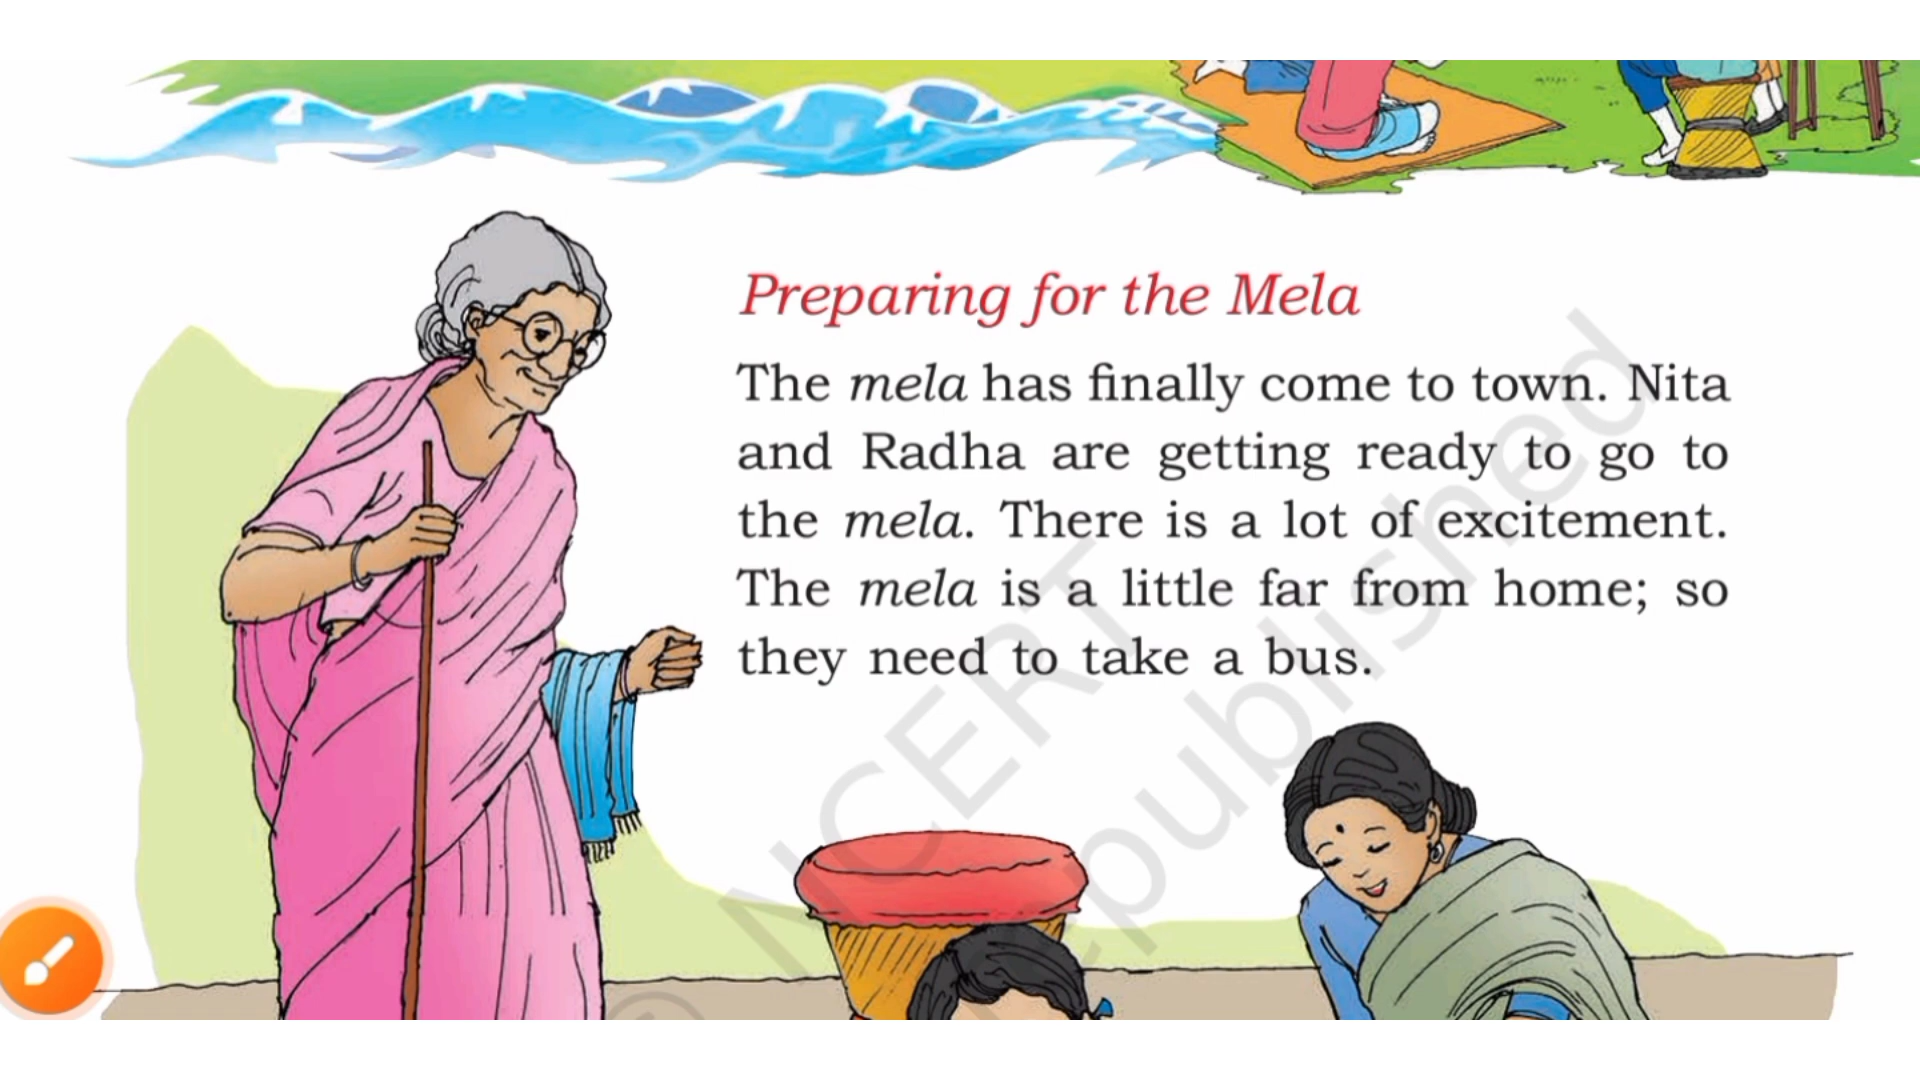 Preparing for the Mela
The mela has finally come to town. Nita
and Radha are getting ready to go to
the mela. There is a lot of excitement.
The mela is a little far from home; so
they need to take a bus.
© NCERT
republished